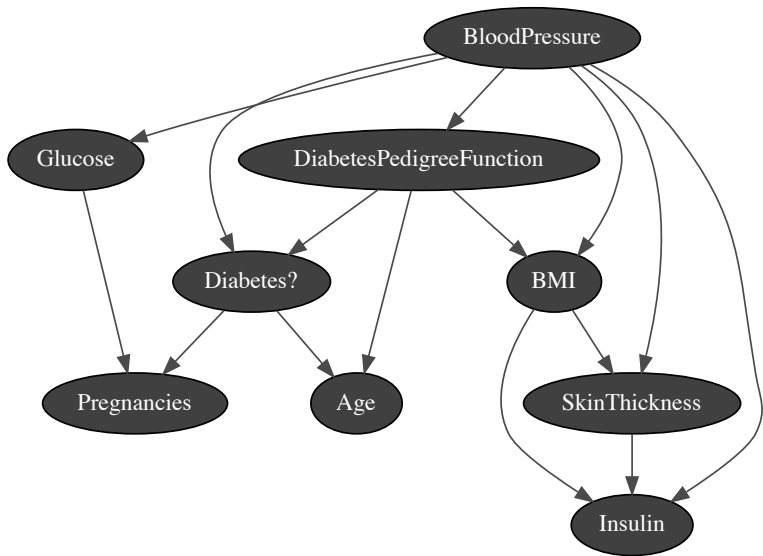 BloodPressure
Glucose
DiabetesPedigreeFunction
Diabetes?
BMI
Pregnancies
Age
SkinThickness
Insulin